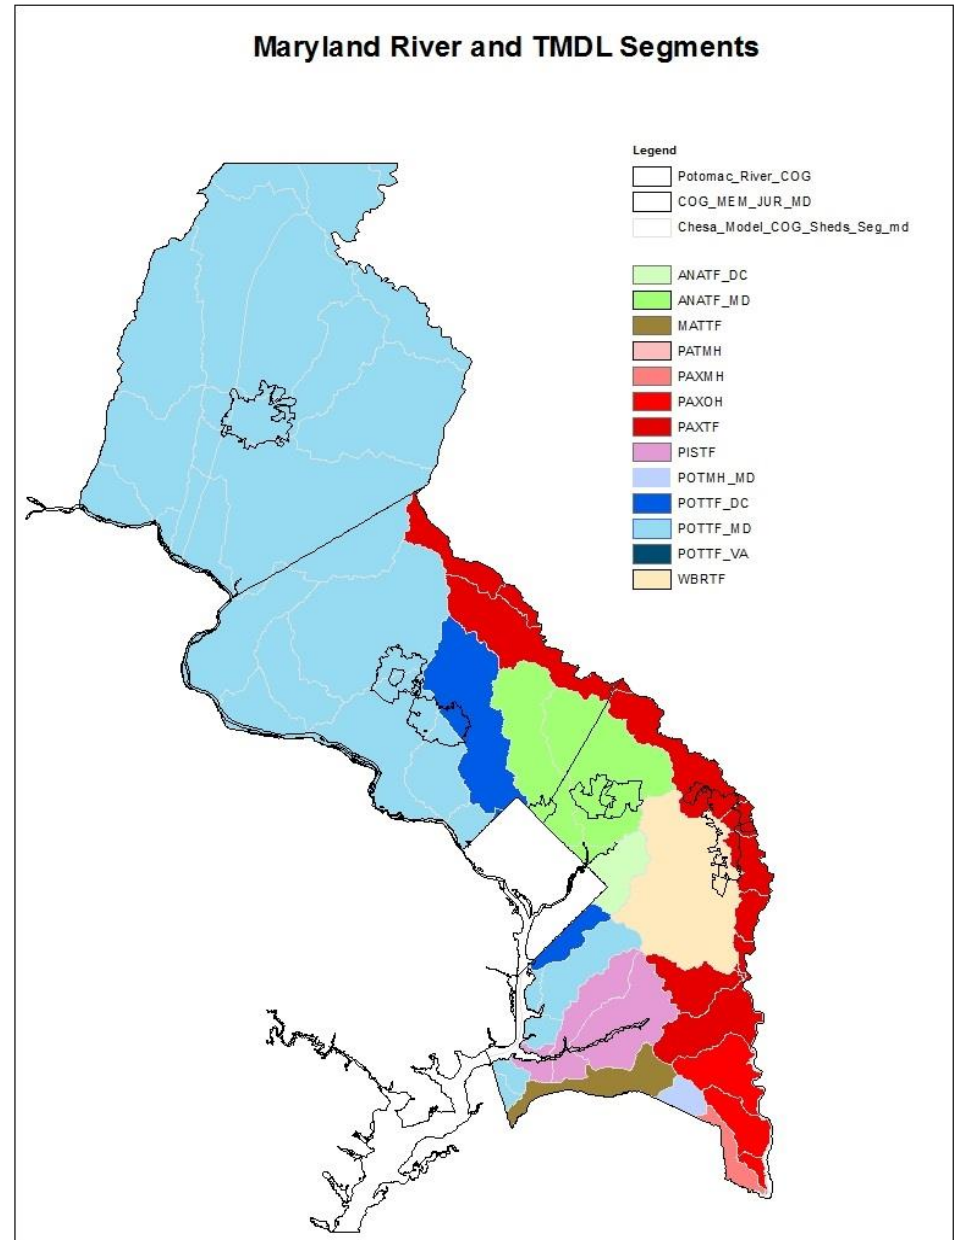 Maryland River and TMDL Segments
Legend
Potomac_River_COG
COG_MEM_JUR_MD
Chesa_Model_COG_Sheds_Seg_md
ANATF_DC
ANATF_MD
MATTF
PATMH
PAXMH
PAXOH
PAXTF
PISTF
POTMH_MD
POTTF_DC
POTTF_MD
POTTF_VA
WBRTF